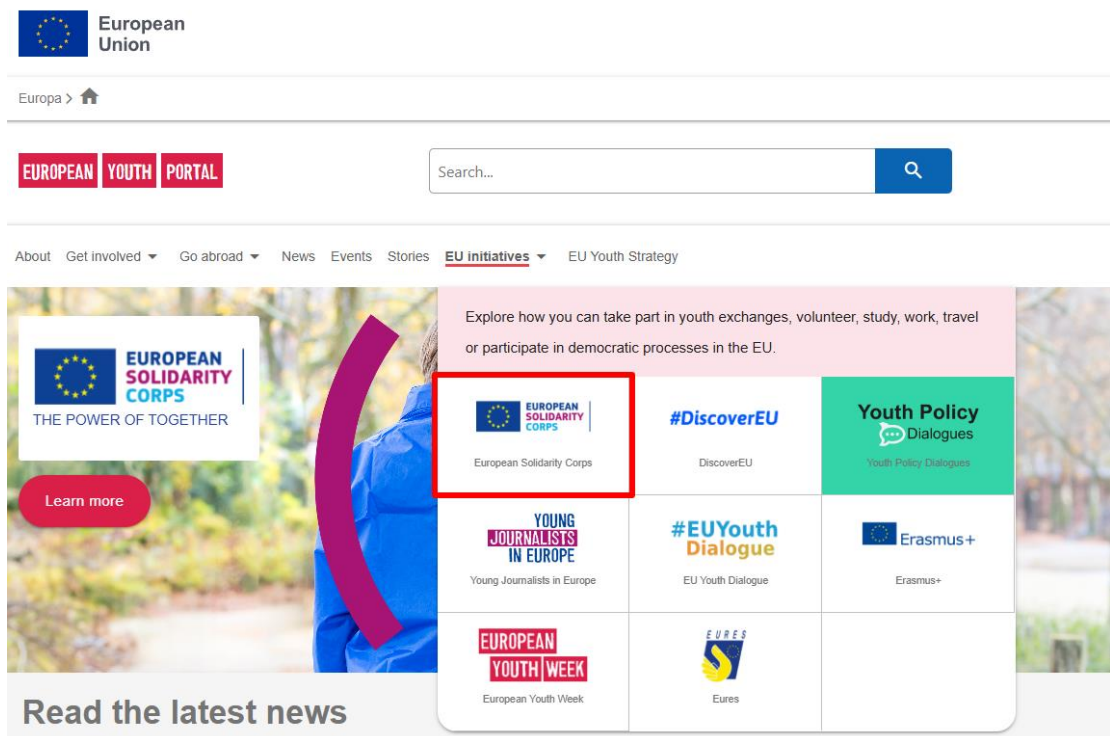 European
Union
Europa >
EUROPEAN YOUTH PORTAL
Search...
About Get involved Go abroad News Events Stories EU initiatives EU Youth Strategy
EUROPEAN
SOLIDARITY
CORPS
THE POWER OF TOGETHER
Learn more
Explore how you can take part in youth exchanges, volunteer, study, work, travel
or participate in democratic processes in the EU.
EUROPEAN
SOLIDARITY
CORPS
European Solidarity Corps
#DiscoverEU
DiscoverEU
Youth Policy
Dialogues
Youth Policy Dialogues
YOUNG
JOURNALISTS
IN EUROPE
Young Journalists in Europe
#EUYouth
Dialogue
EU Youth Dialogue
Erasmus+
Erasmus+
EUROPEAN
YOUTH WEEK
European Youth Week
EURES
Eures
Read the latest news